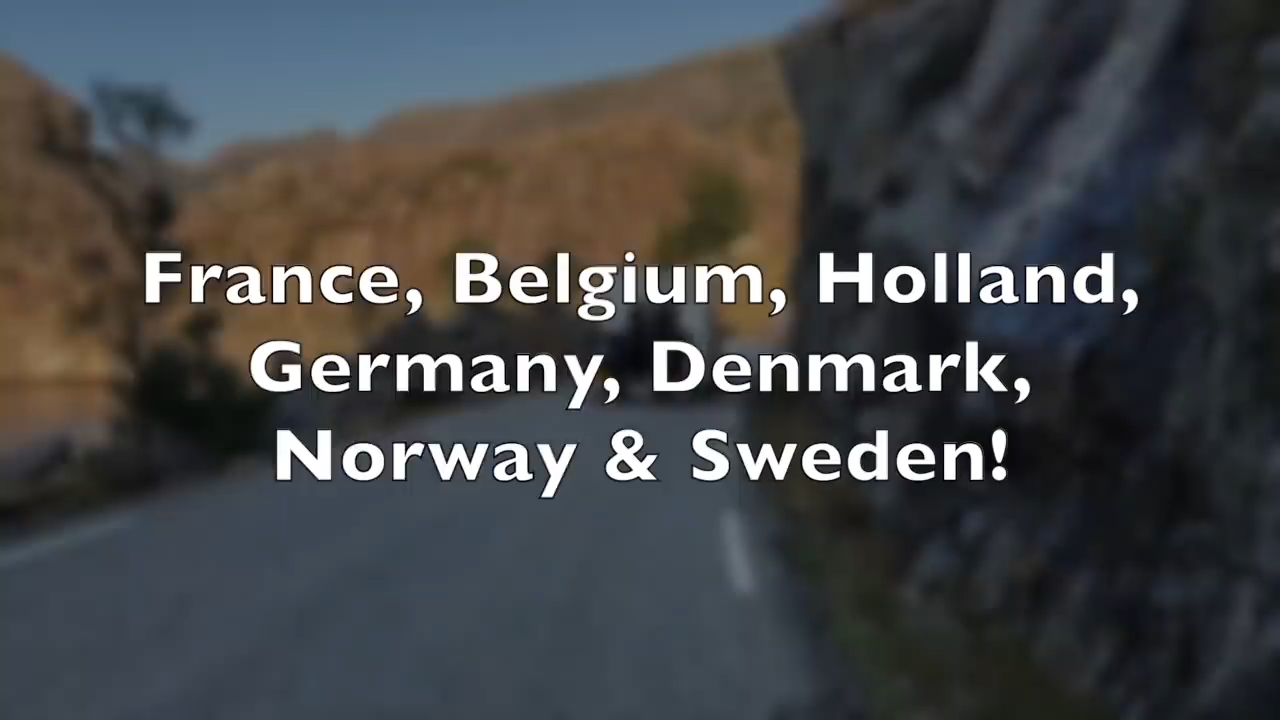 France, Belgium, Holland,
Germany, Denmark,
Norway & Sweden!